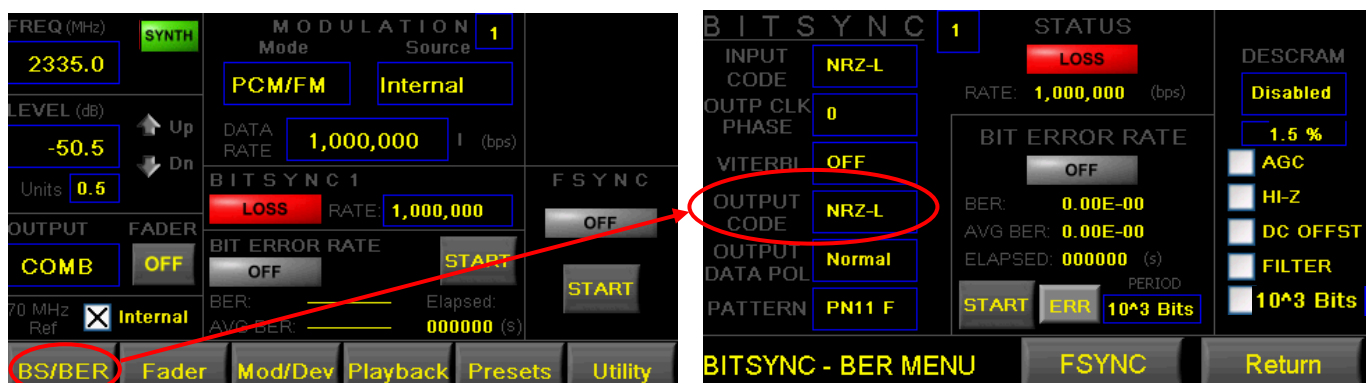 FREQ (MHz)
SYNTH
2335.0
MODULATION 1
Mode Source
PCM/FM Internal
LEVEL (dB)
-50.5
Up
Dn
Units 0.5
DATA RATE 1,000,000 I (bps)
BITSYNC 1
LOSS RATE: 1,000,000
FSYNC
OFF
START
OUTPUT FADER
COMB OFF
BIT ERROR RATE
OFF START
BER: Elapsed:
AVG BER: 000000 (s)
70 MHz Ref Internal
BS/BER Fader Mod/Dev Playback Presets Utility
BITSYNC 1
INPUT CODE NRZ-L
OUTP CLK PHASE 0
VITERBI OFF
OUTPUT CODE NRZ-L
OUTPUT DATA POL Normal
PATTERN PN11 F
STATUS
LOSS
RATE: 1,000,000 (bps)
BIT ERROR RATE
OFF
BER: 0.00E-00
AVG BER: 0.00E-00
ELAPSED: 000000 (s)
PERIOD
START ERR 10^3 Bits
DESCRAM
Disabled
1.5 %
AGC
HI-Z
DC OFFST
FILTER
10^3 Bits
BITSYNC - BER MENU FSYNC Return